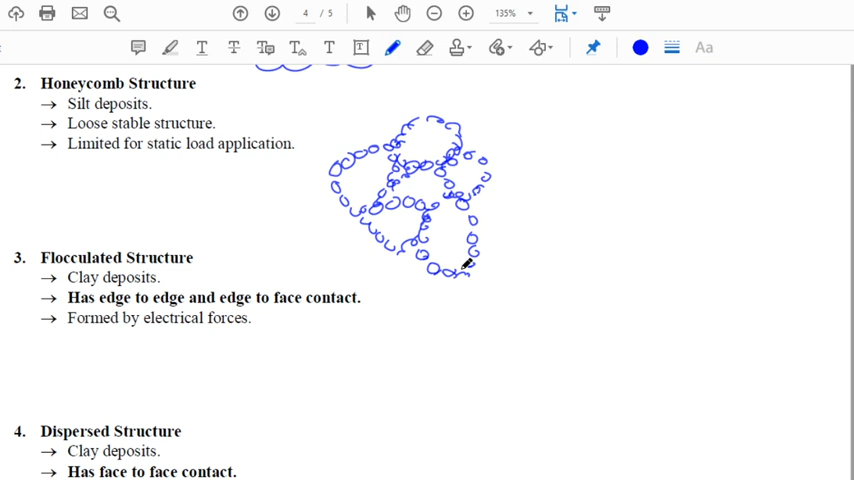 4 / 5
135%
T
T
T
T
T
T
Aa
2. Honeycomb Structure
→ Silt deposits.
→ Loose stable structure.
→ Limited for static load application.
3. Flocculated Structure
→ Clay deposits.
→ Has edge to edge and edge to face contact.
→ Formed by electrical forces.
4. Dispersed Structure
→ Clay deposits.
→ Has face to face contact.